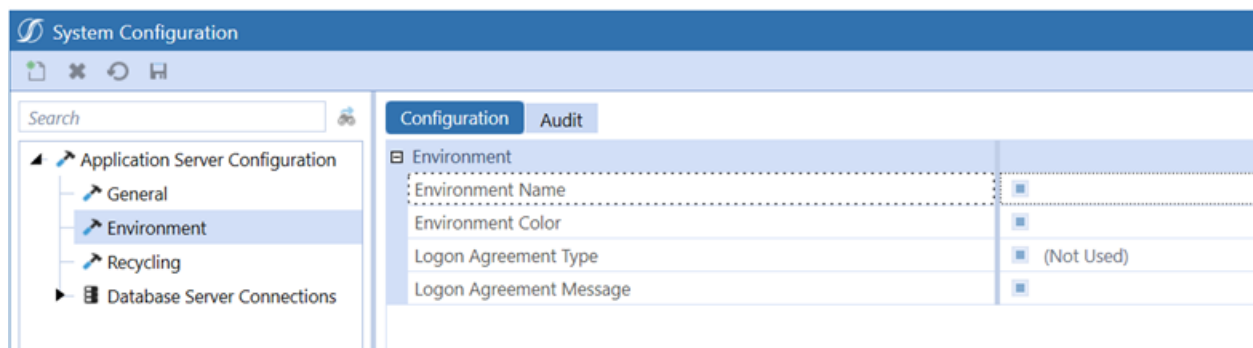 System Configuration
Search
Application Server Configuration
General
Environment
Recycling
Database Server Connections
Configuration Audit
Environment
Environment Name
Environment Color
Logon Agreement Type (Not Used)
Logon Agreement Message